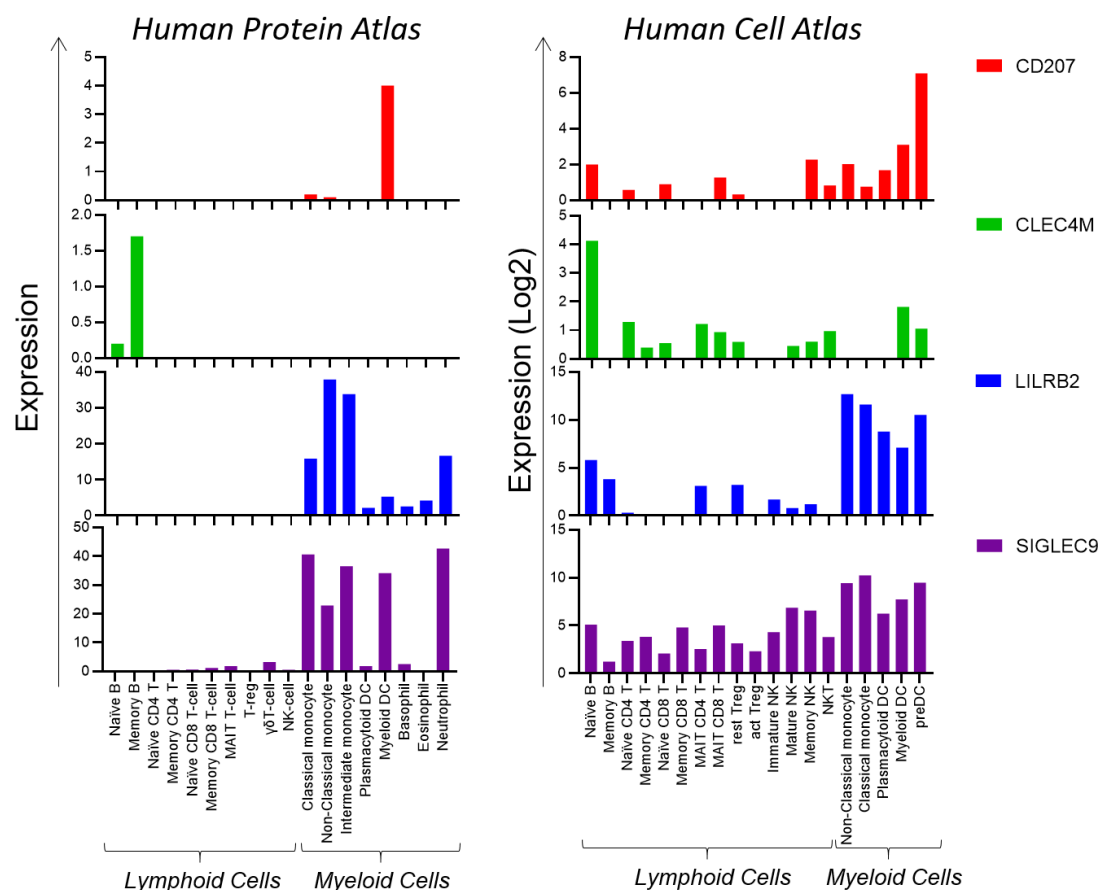 Human Protein Atlas
Human Cell Atlas
Expression
5
4
3
2
1
0
2.0
1.5
1.0
0.5
0.0
40
30
20
10
0
50
40
30
20
10
0
Naïve B
Memory B
Naïve CD4 T
Memory CD4 T
Naïve CD8 T-cell
Memory CD8 T-cell
MAIT T-cell
T-reg
γδT-cell
NK-cell
Classical monocyte
Non-Classical monocyte
Intermediate monocyte
Plasmacytoid DC
Myeloid DC
Basophil
Eosinophil
Neutrophil
Lymphoid Cells
Myeloid Cells
Expression (Log2)
8
6
4
2
0
5
4
3
2
1
0
15
10
5
0
15
10
5
0
Naïve B
Memory B
Naïve CD4 T
Memory CD4 T
Naïve CD8 T
Memory CD8 T
MAIT CD4 T
MAIT CD8 T
rest Treg
act Treg
Immature NK
Mature NK
Memory NK
NKT
Non-Classical monocyte
Classical monocyte
Plasmacytoid DC
Myeloid DC
preDC
Lymphoid Cells
Myeloid Cells
CD207
CLEC4M
LILRB2
SIGLEC9